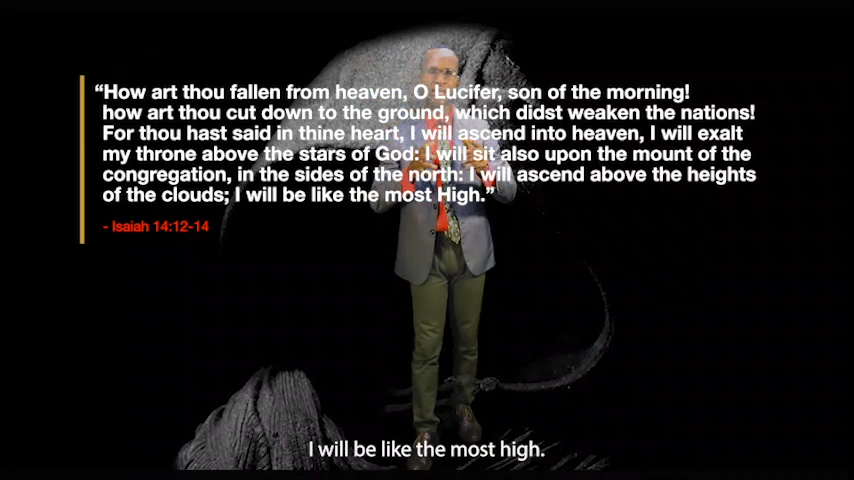 “How art thou fallen from heaven, O Lucifer, son of the morning!
how art thou cut down to the ground, which didst weaken the nations!
For thou hast said in thine heart, I will ascend into heaven, I will exalt
my throne above the stars of God: I will sit also upon the mount of the
congregation, in the sides of the north: I will ascend above the heights
of the clouds; I will be like the most High.”
- Isaiah 14:12-14
I will be like the most high.